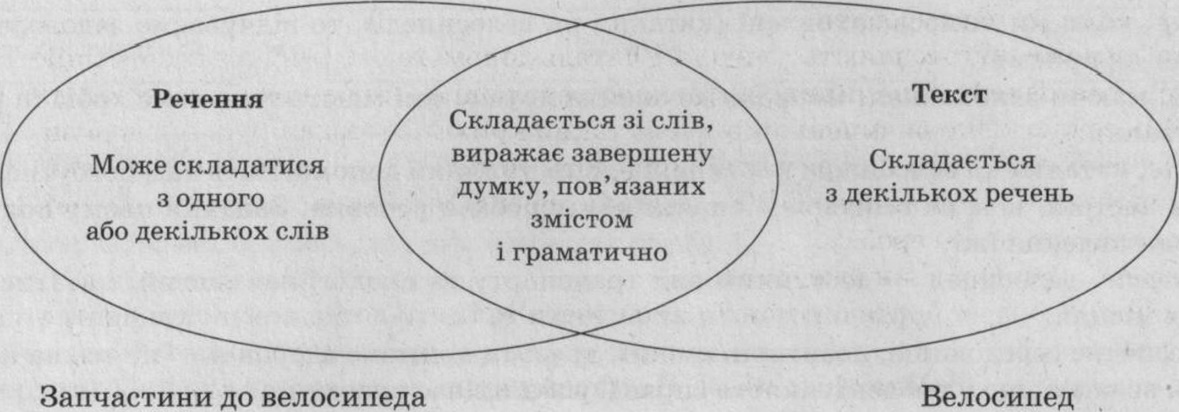 Речення
Може складатися
з одного
або декількох слів
Складається зі слів,
виражає завершену
думку, пов’язаних
змістом
і граматично
Текст
Складається
з декількох речень
Запчастини до велосипеда
Велосипед